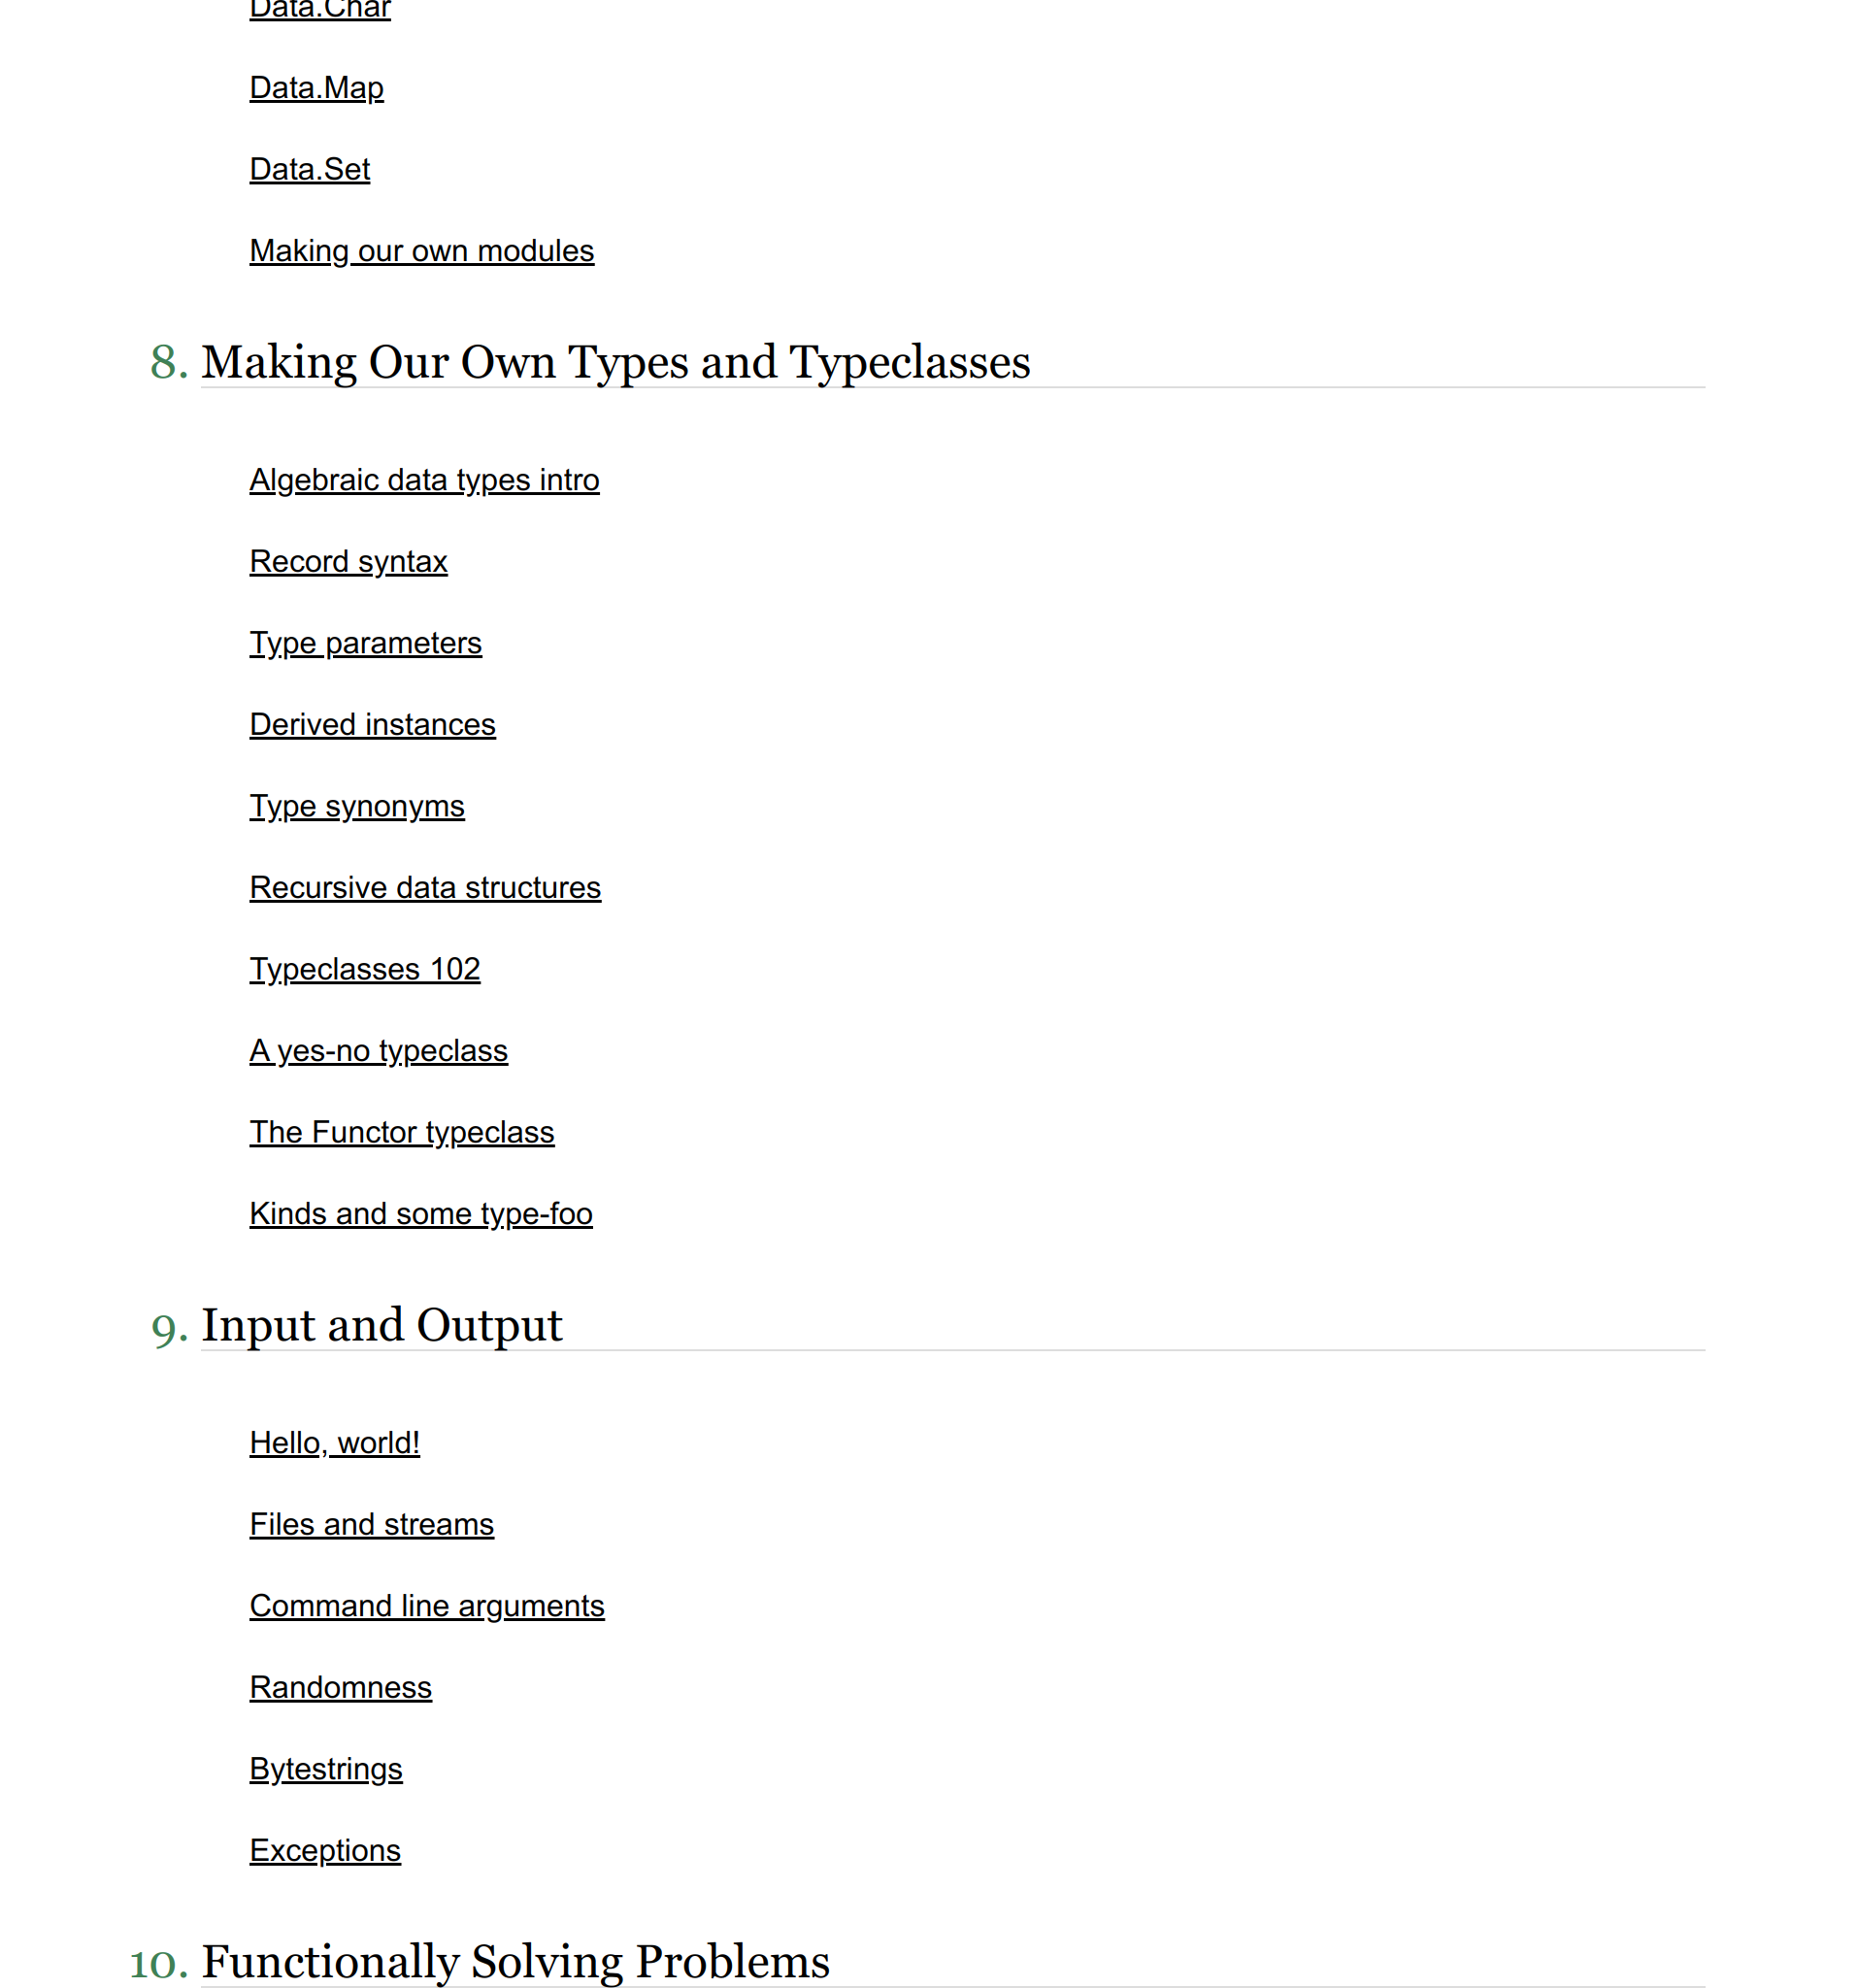 Data.Char
Data.Map
Data.Set
Making our own modules
8. Making Our Own Types and Typeclasses
Algebraic data types intro
Record syntax
Type parameters
Derived instances
Type synonyms
Recursive data structures
Typeclasses 102
A yes-no typeclass
The Functor typeclass
Kinds and some type-foo
9. Input and Output
Hello, world!
Files and streams
Command line arguments
Randomness
Bytestrings
Exceptions
10. Functionally Solving Problems